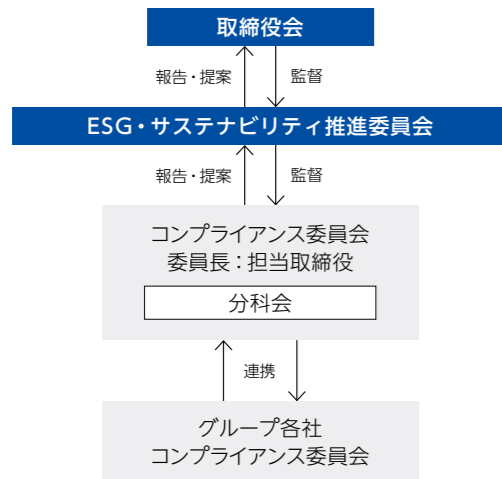 取締役会
報告・提案 監督
ESG・サステナビリティ推進委員会
報告・提案 監督
コンプライアンス委員会
委員長：担当取締役
分科会
連携
グループ各社
コンプライアンス委員会